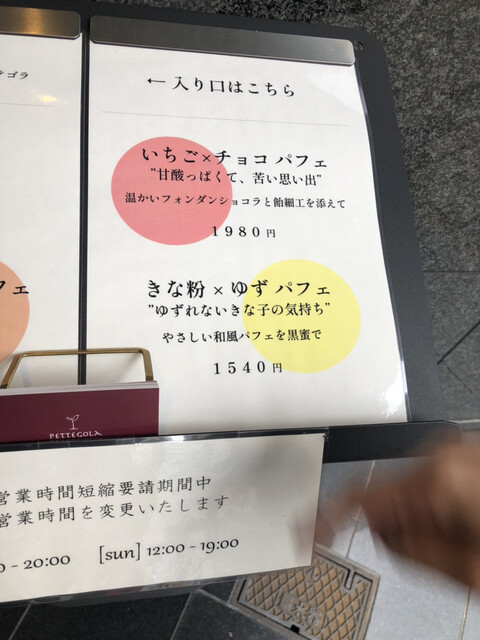 テゴラ
← 入り口はこちら
いちご×チョコ パフェ
"甘酸っぱくて、苦い思い出"
温かいフォンダンショコラと飴細工を添えて
1980円
フェ
きな粉 × ゆず パフェ
"ゆずれないきな子の気持ち"
やさしい和風パフェを黒蜜で
1540円
PETTEGOLA
営業時間短縮要請期間中
営業時間を変更いたします
0 - 20:00 [sun] 12:00 - 19:00